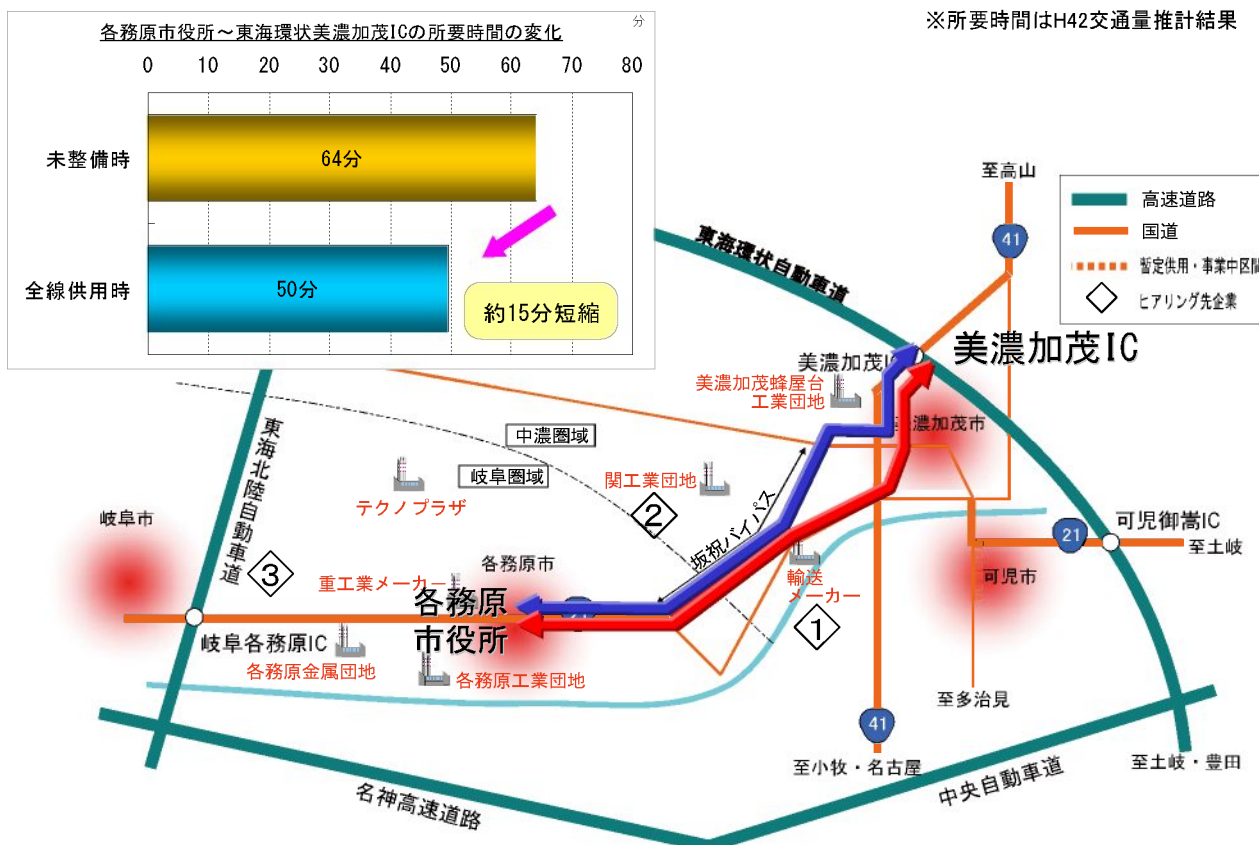 ※所要時間はH42交通量推計結果
分
各務原市役所～東海環状美濃加茂ICの所要時間の変化
0 10 20 30 40 50 60 70 80
未整備時
64分
全線供用時
50分
約15分短縮
高速道路
国道
暫定供用・事業中区間
ヒアリング先企業
至高山
41
東海環状自動車道
美濃加茂IC
美濃加茂I
美濃加茂蜂屋台
工業団地
濃加茂市
東海北陸自動車道
中濃圏域
岐阜圏域
テクノプラザ
関工業団地
②
坂祝バイパス
岐阜市
③
重工業メーカー
各務原市
各務原
市役所
輸送
メーカー
①
21
可児御嵩IC
至土岐
可児市
岐阜各務原IC
各務原金属団地
各務原工業団地
至多治見
41
至小牧・名古屋
至土岐・豊田
中央自動車道
名神高速道路